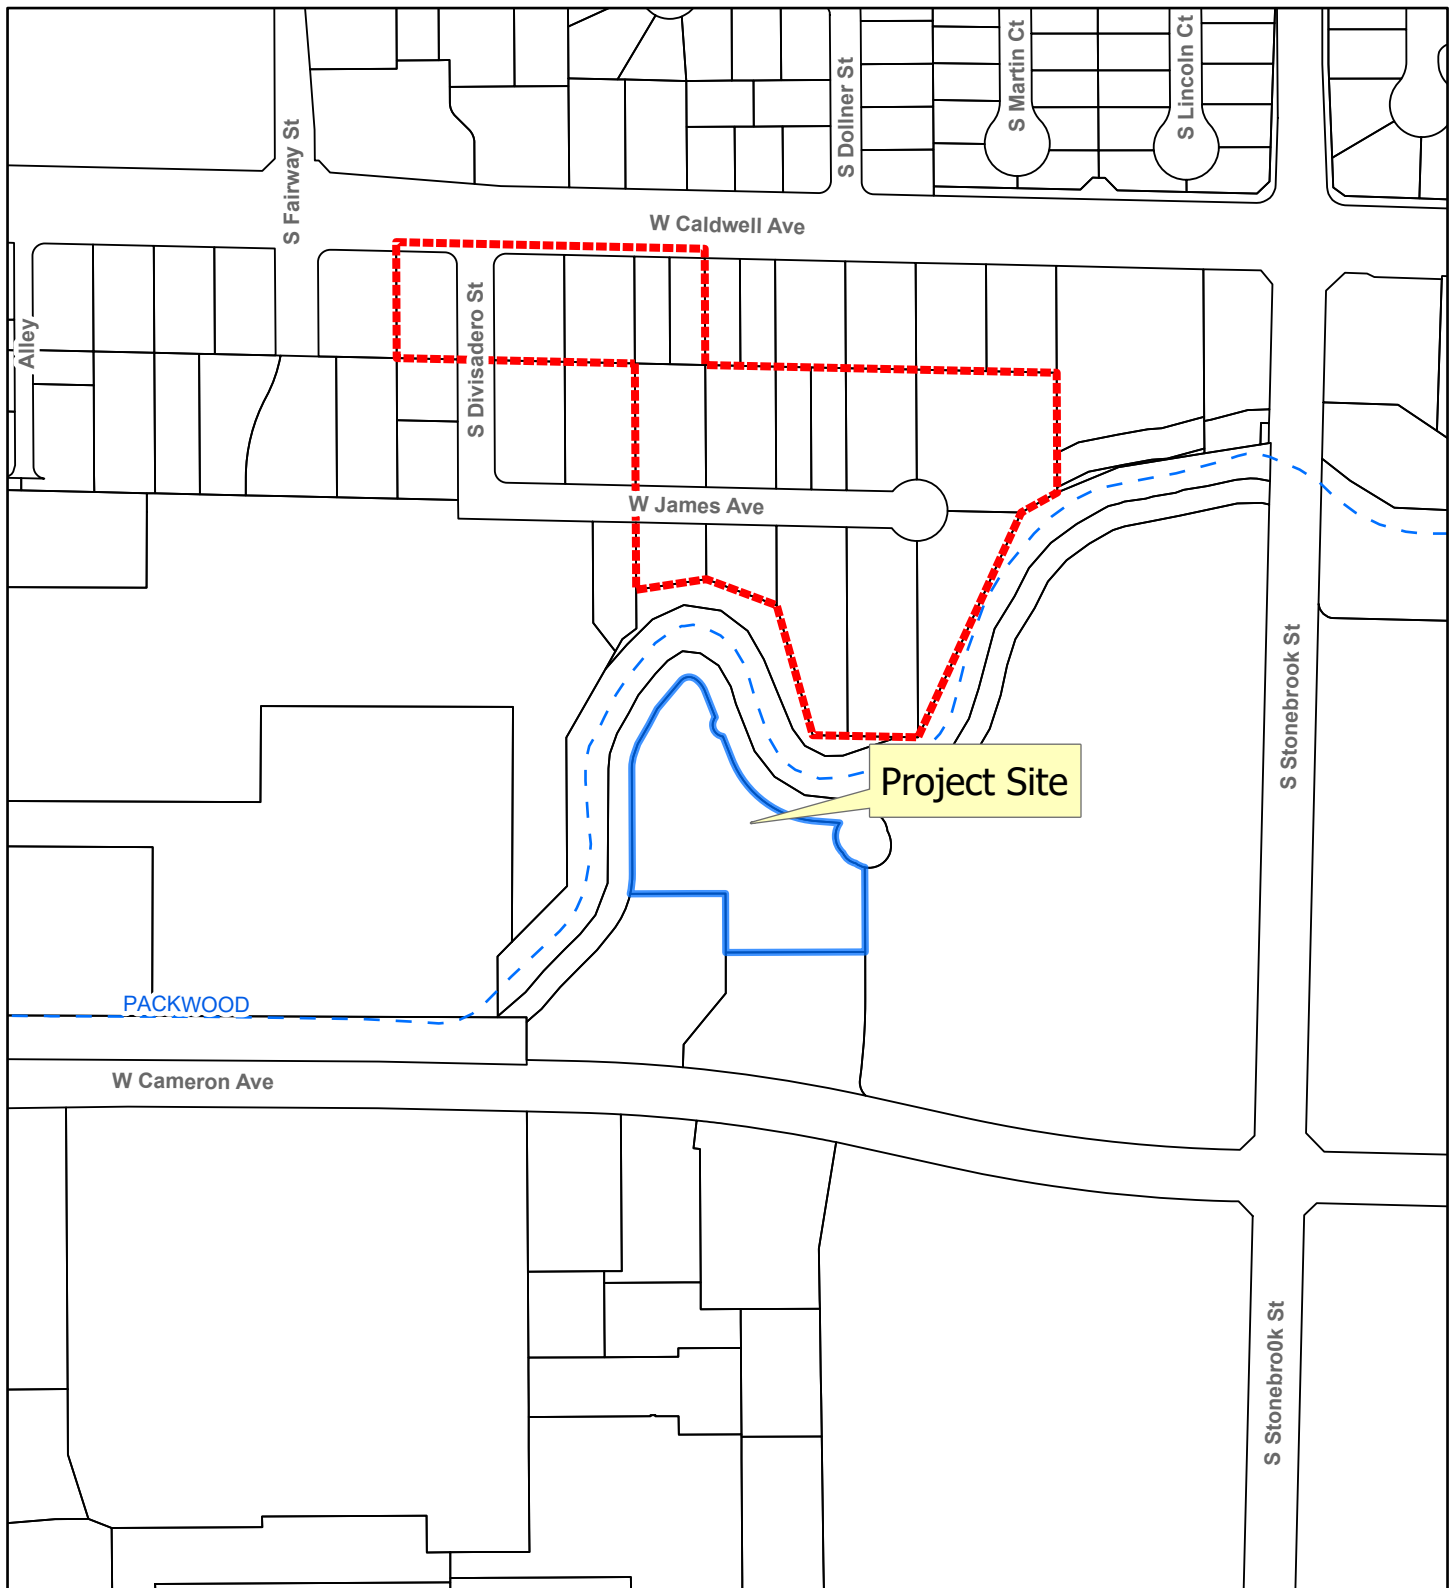 S Martin Ct
S Lincoln Ct
S Dollner St
S Fairway St
W Caldwell Ave
Alley
S Divisadero St
W James Ave
S Stonebrook St
Project Site
PACKWOOD
W Cameron Ave
S Stonebro0k St